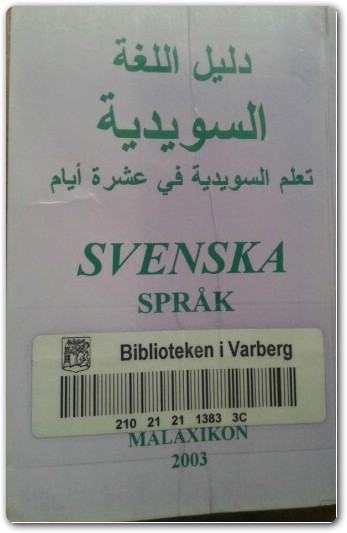 دليل اللغة
السويدية
تعلم السويدية في عشرة أيام
SVENSKA
SPRÅK
Biblioteken i Varberg
210 21 21 1383 3C
MALAXIKON
2003